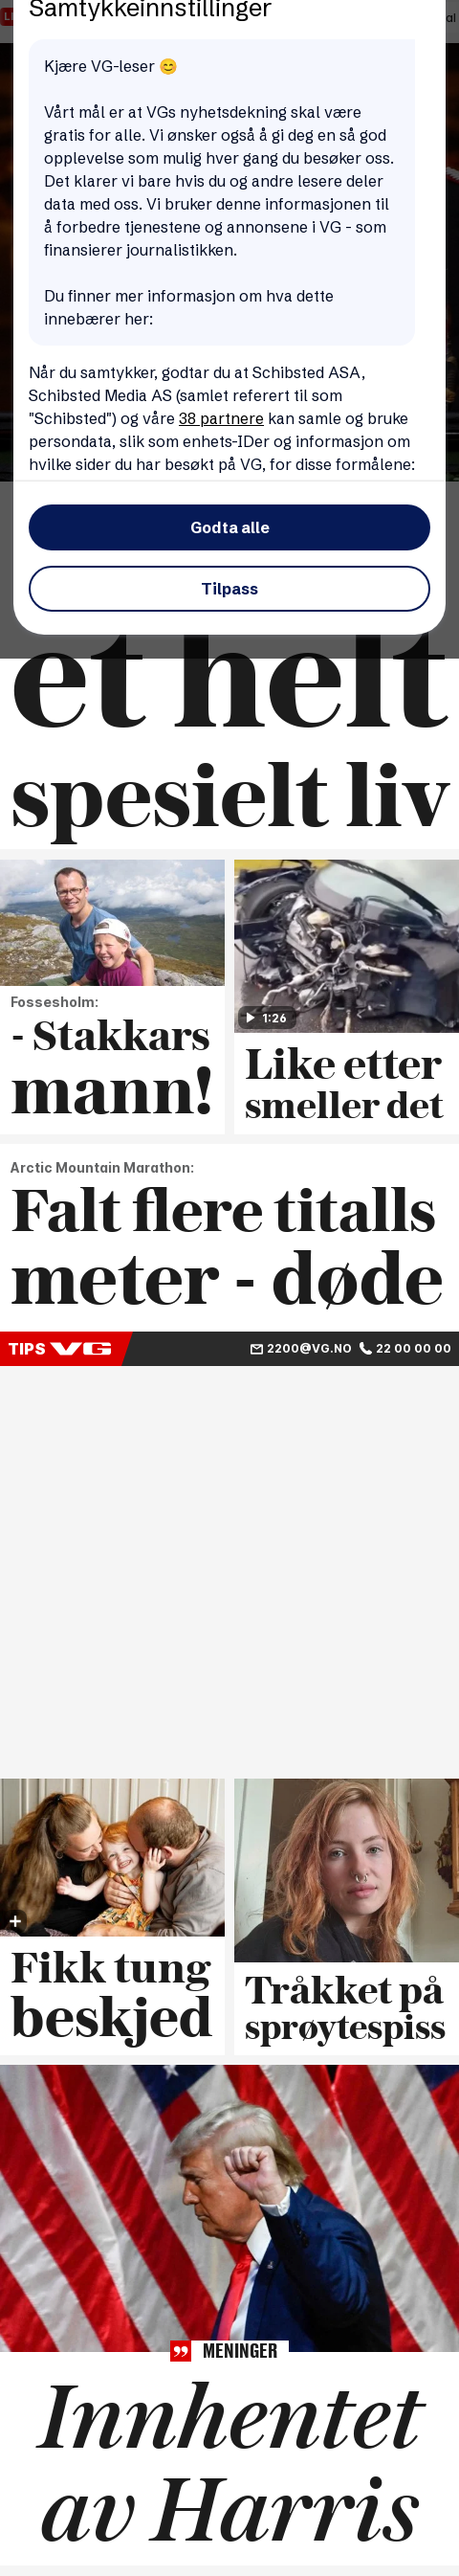 Samtykkeinnstillinger
Kjære VG-leser 😊
Vårt mål er at VGs nyhetsdekning skal være
gratis for alle. Vi ønsker også å gi deg en så god
opplevelse som mulig hver gang du besøker oss.
Det klarer vi bare hvis du og andre lesere deler
data med oss. Vi bruker denne informasjonen til
å forbedre tjenestene og annonsene i VG - som
finansierer journalistikken.
Du finner mer informasjon om hva dette
innebærer her:
Når du samtykker, godtar du at Schibsted ASA,
Schibsted Media AS (samlet referert til som
"Schibsted") og våre 38 partnere kan samle og bruke
persondata, slik som enhets-IDer og informasjon om
hvilke sider du har besøkt på VG, for disse formålene:
Godta alle
Tilpass
et helt
spesielt liv
Fossesholm:
- Stakkars
mann!
1:26
Like etter
smeller det
Arctic Mountain Marathon:
Falt flere titalls
meter - døde
TIPS VG 2200@VG.NO 22 00 00 00
Fikk tung
beskjed
Tråkket på
sprøytespiss
MENINGER
Innhentet
av Harris